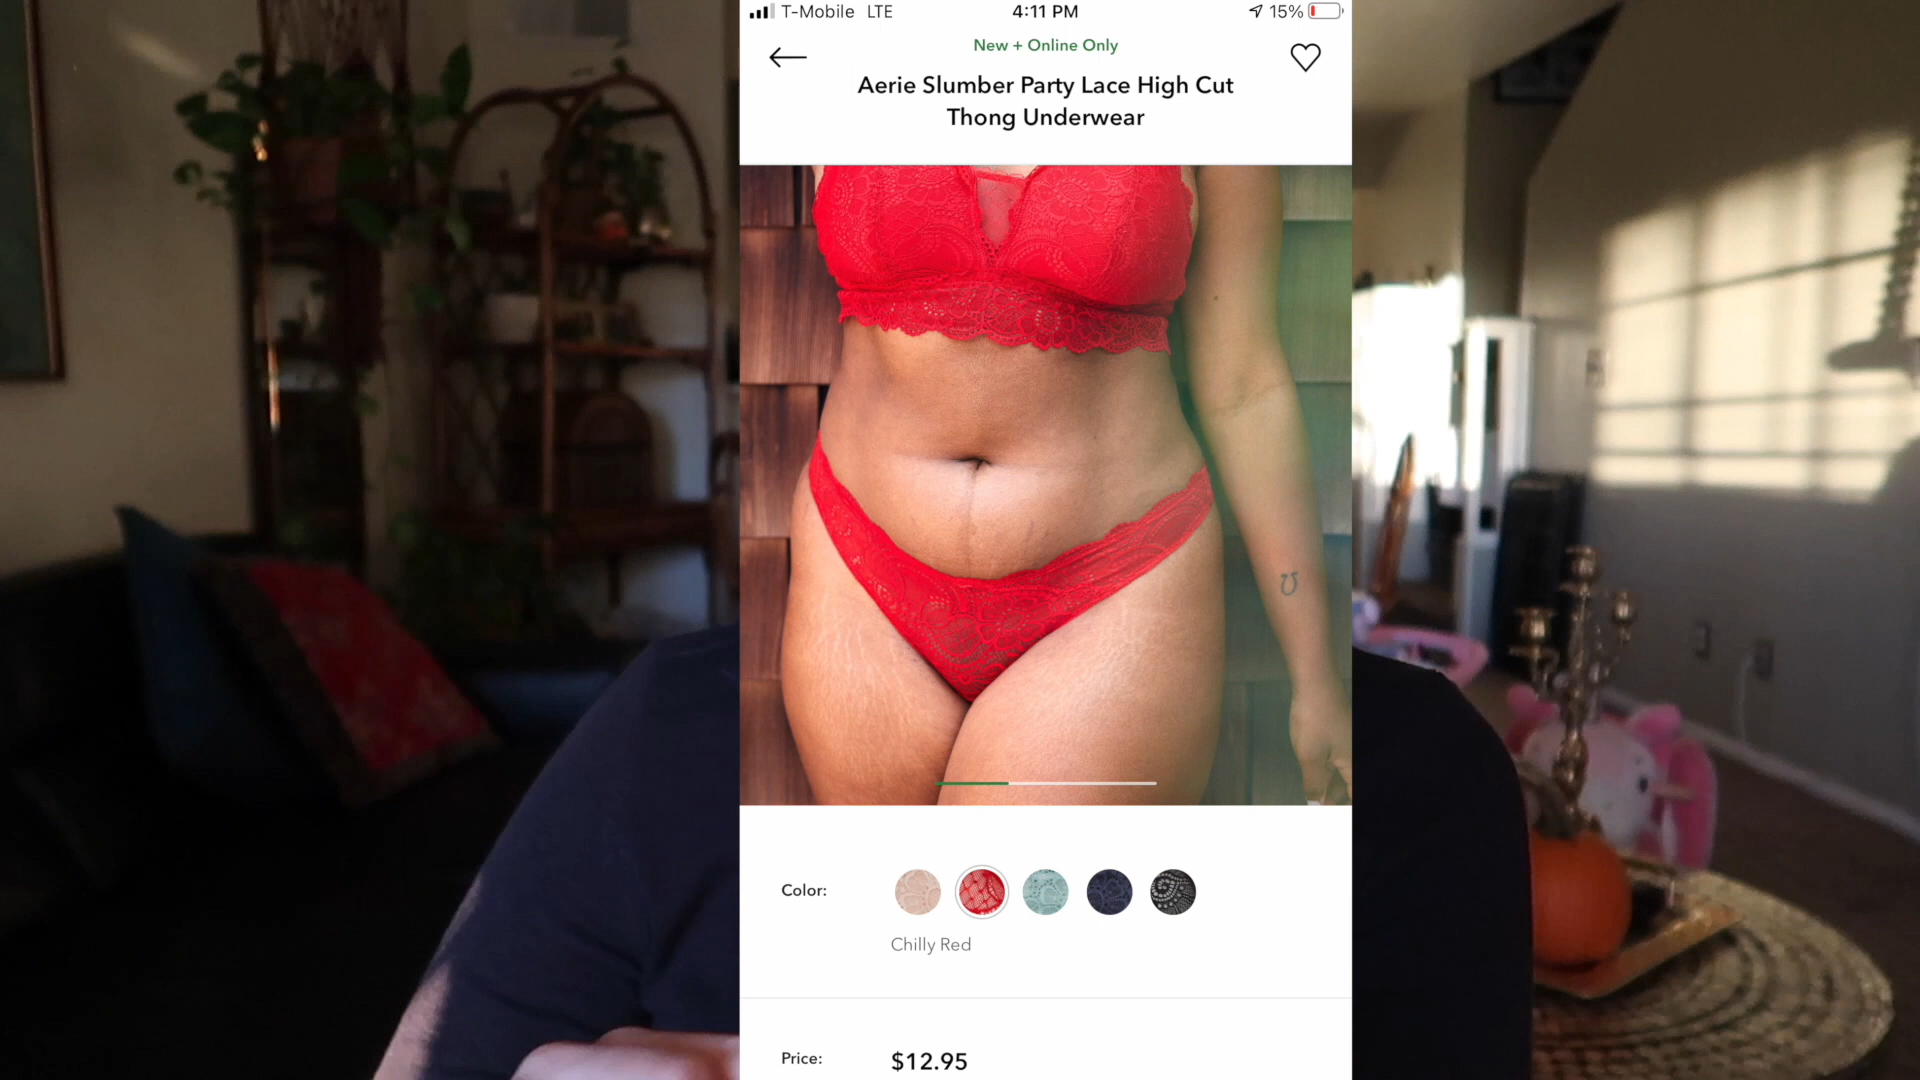 T-Mobile LTE 4:11 PM 15%
New + Online Only
Aerie Slumber Party Lace High Cut
Thong Underwear
Color:
Chilly Red
Price: $12.95